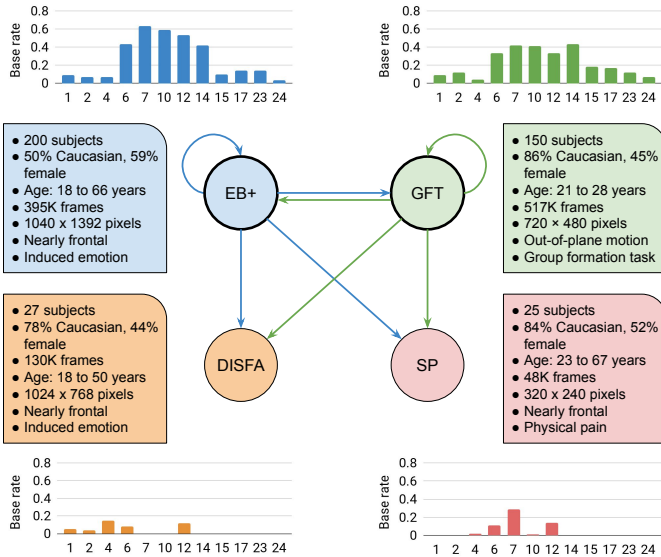 Base rate
0.8
0.6
0.4
0.2
0
1 2 4 6 7 10 12 14 15 17 23 24
Base rate
0.8
0.6
0.4
0.2
0
1 2 4 6 7 10 12 14 15 17 23 24
● 200 subjects
● 50% Caucasian, 59%
female
● Age: 18 to 66 years
● 395K frames
● 1040 x 1392 pixels
● Nearly frontal
● Induced emotion
EB+
GFT
● 150 subjects
● 86% Caucasian, 45%
female
● Age: 21 to 28 years
● 517K frames
● 720 × 480 pixels
● Out-of-plane motion
● Group formation task
● 27 subjects
● 78% Caucasian, 44%
female
● 130K frames
● Age: 18 to 50 years
● 1024 x 768 pixels
● Nearly frontal
● Induced emotion
DISFA
SP
● 25 subjects
● 84% Caucasian, 52%
female
● Age: 23 to 67 years
● 48K frames
● 320 x 240 pixels
● Nearly frontal
● Physical pain
Base rate
0.8
0.6
0.4
0.2
0
1 2 4 6 7 10 12 14 15 17 23 24
Base rate
0.8
0.6
0.4
0.2
0
1 2 4 6 7 10 12 14 15 17 23 24